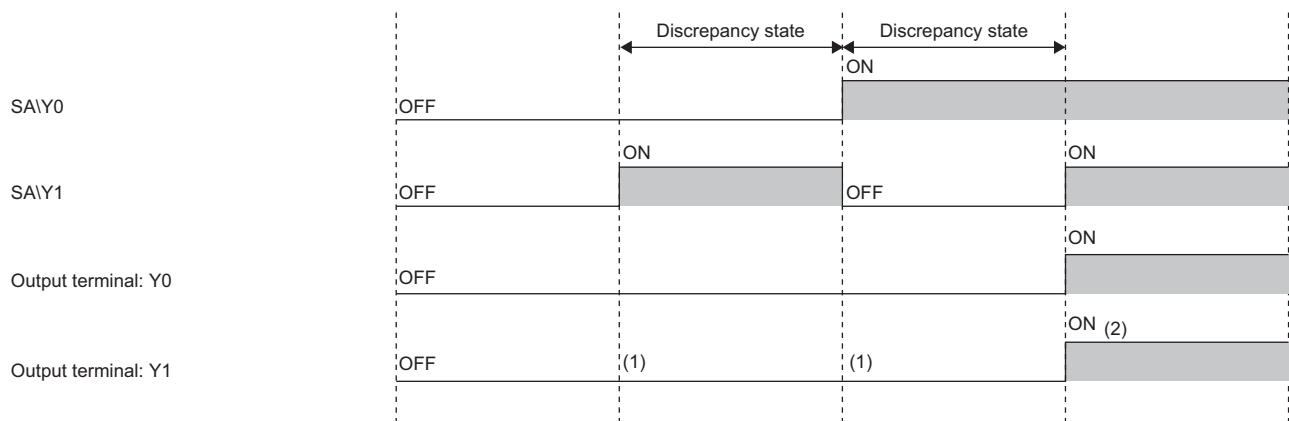 Discrepancy state Discrepancy state
ON
SA\Y0 OFF
ON ON
SA\Y1 OFF OFF
ON
Output terminal: Y0 OFF
ON (2)
Output terminal: Y1 OFF (1) (1)